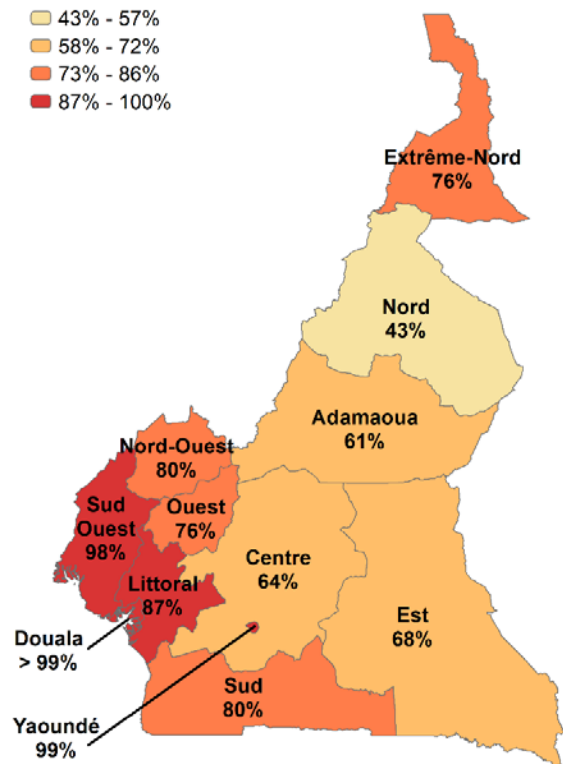 43% - 57%
58% - 72%
73% - 86%
87% - 100%
Extrême-Nord
76%
Nord
43%
Adamaoua
61%
Nord-Ouest
80%
Sud
Ouest
98%
Ouest
76%
Centre
64%
Littoral
87%
Est
68%
Douala
> 99%
Sud
80%
Yaoundé
99%